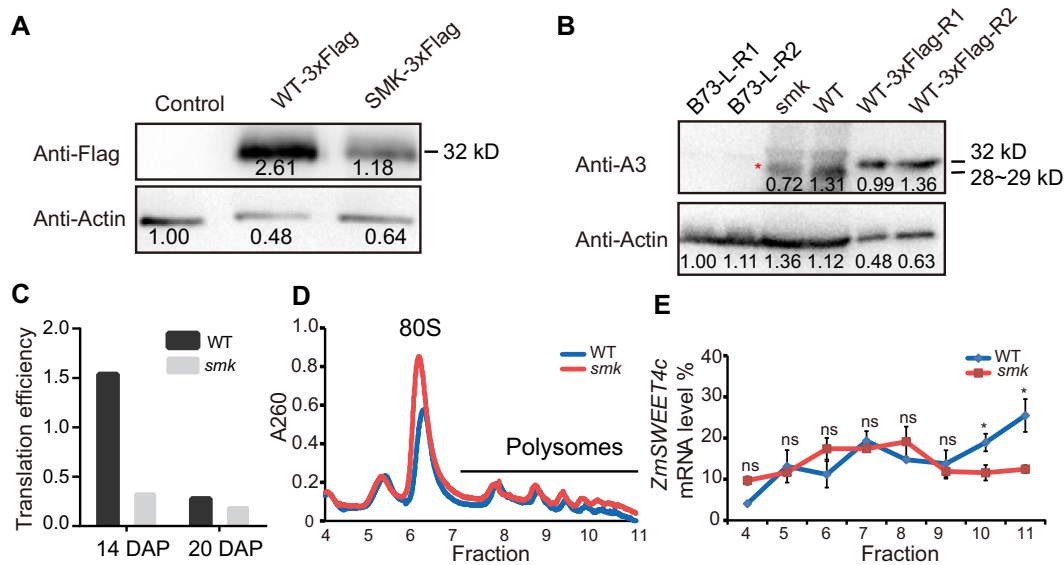 A
Control
WT-3xFlag
SMK-3xFlag
Anti-Flag
2.61 1.18
32 kD
Anti-Actin
1.00 0.48 0.64
B
B73-L-R1
B73-L-R2
smk
WT
WT-3xFlag-R1
WT-3xFlag-R2
Anti-A3
*
0.72 1.31 0.99 1.36
32 kD
28~29 kD
Anti-Actin
1.00 1.11 1.36 1.12 0.48 0.63
C
Translation efficiency
2.0
1.5
1.0
0.5
0.0
WT
smk
14 DAP 20 DAP
D
A260
1.0
0.8
0.6
0.4
0.2
0
80S
WT
smk
Polysomes
4 5 6 7 8 9 10 11
Fraction
E
ZmSWEET4c
mRNA level %
40
30
20
10
0
WT
smk
ns ns ns ns ns ns * *
4 5 6 7 8 9 10 11
Fraction